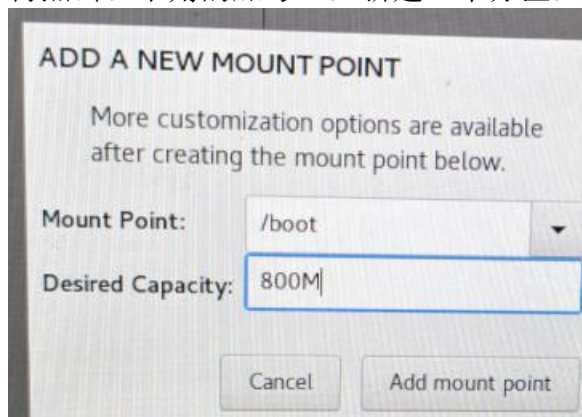 ADD A NEW MOUNT POINT
More customization options are available
after creating the mount point below.
Mount Point: /boot
Desired Capacity: 800M
Cancel Add mount point